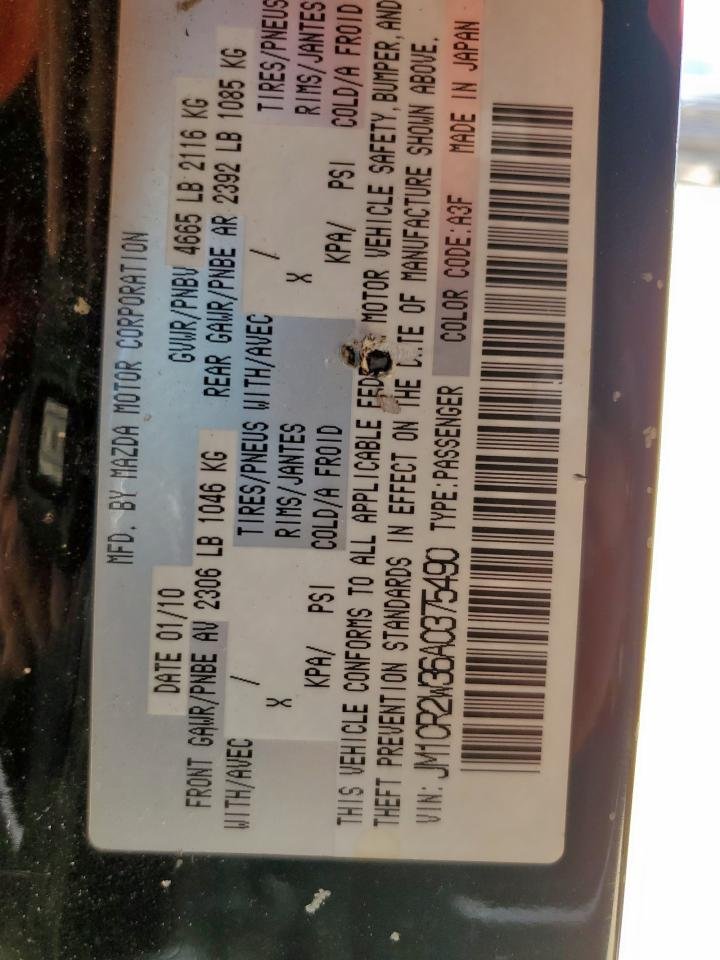 MFD. BY MAZDA MOTOR CORPORATION
DATE 01/10 GVWR/PNBV 4665 LB 2116 KG
FRONT GAWR/PNBE AV 2306 LB 1046 KG REAR GAWR/PNBE AR 2392 LB 1085 KG
WITH/AVEC / TIRES/PNEUS WITH/AVEC / TIRES/PNEUS
X RIMS/JANTES X RIMS/JANTES
KPA/ PSI COLD/A FROID KPA/ PSI COLD/A FROID
THIS VEHICLE CONFORMS TO ALL APPLICABLE MOTOR VEHICLE SAFETY, BUMPER, AND
THEFT PREVENTION STANDARDS IN EFFECT ON THE DATE OF MANUFACTURE SHOWN ABOVE.
VIN: JM1CR2W36A0375490 TYPE:PASSENGER COLOR CODE:A3F MADE IN JAPAN